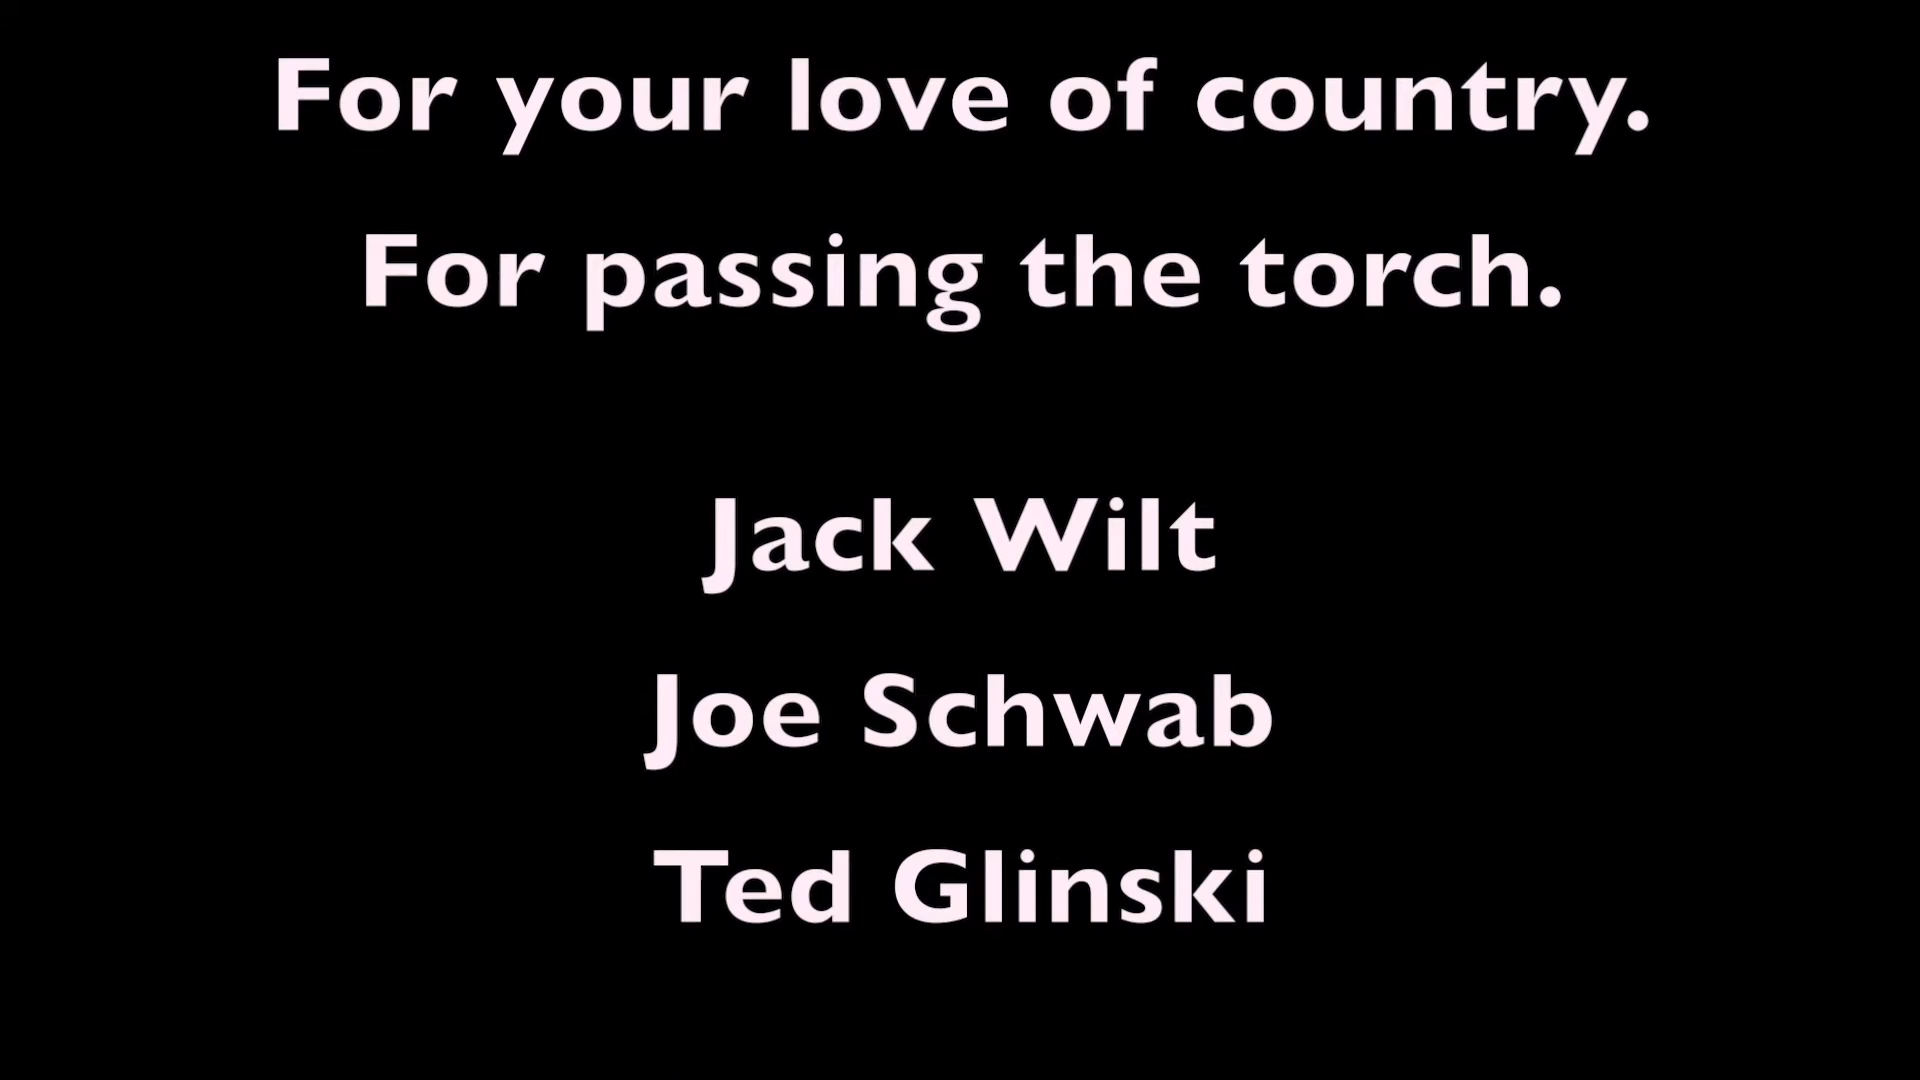 For your love of country.
For passing the torch.
Jack Wilt
Joe Schwab
Ted Glinski